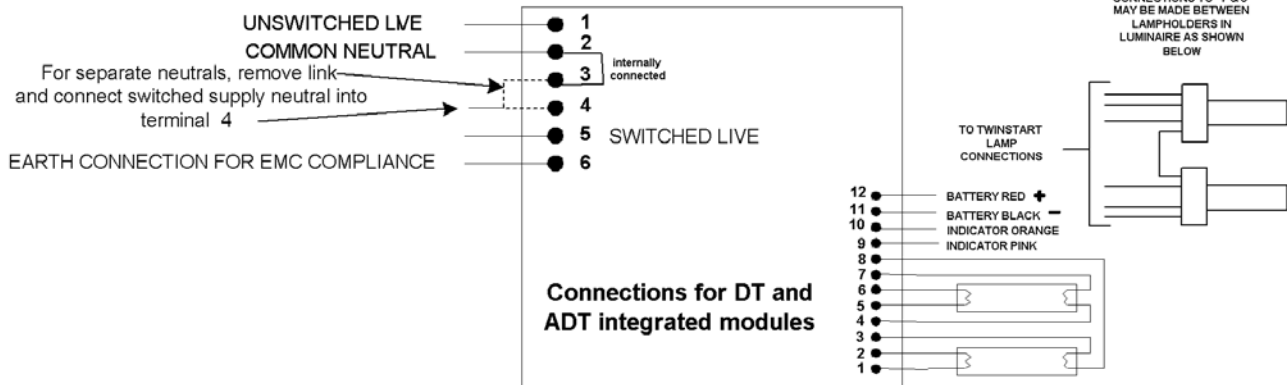 UNSWITCHED LIVE
COMMON NEUTRAL
For separate neutrals, remove link
and connect switched supply neutral into
terminal 4
EARTH CONNECTION FOR EMC COMPLIANCE
1
2
3
4
5
6
internally
connected
SWITCHED LIVE
MAY BE MADE BETWEEN
LAMPHOLDERS IN
LUMINAIRE AS SHOWN
BELOW
TO TWINSTART
LAMP
CONNECTIONS
12 BATTERY RED +
11 BATTERY BLACK -
10 INDICATOR ORANGE
9 INDICATOR PINK
8
7
6
5
4
3
2
1
Connections for DT and
ADT integrated modules